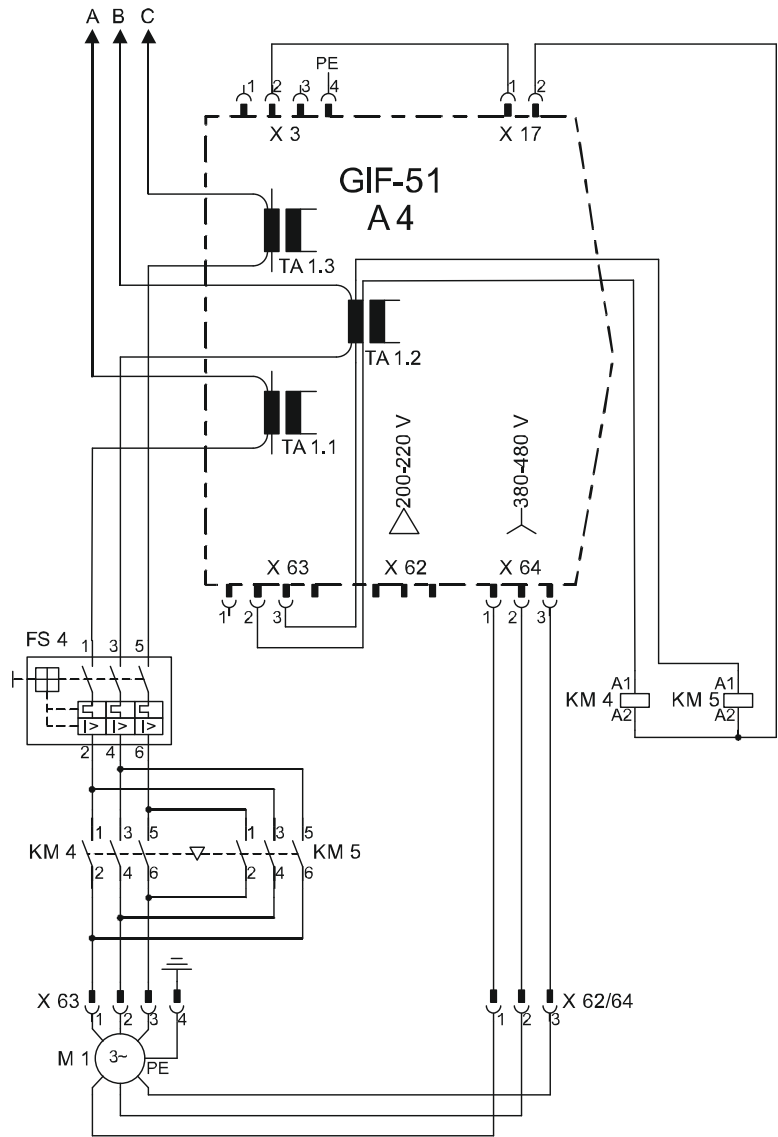 A B C
PE
1 2 3 4 1 2
X 3 X 17
GIF-51
A 4
TA 1.3
TA 1.2
TA 1.1
200-220 V 380-480 V
X 63 X 62 X 64
1 2 3 1 2 3
FS 4 1 3 5
I> I> I>
2 4 6
A1 A1
KM 4 KM 5
A2 A2
1 3 5 1 3 5
KM 4 KM 5
2 4 6 2 4 6
X 63 X 62/64
1 2 3 4 1 2 3
M 1 3~ PE